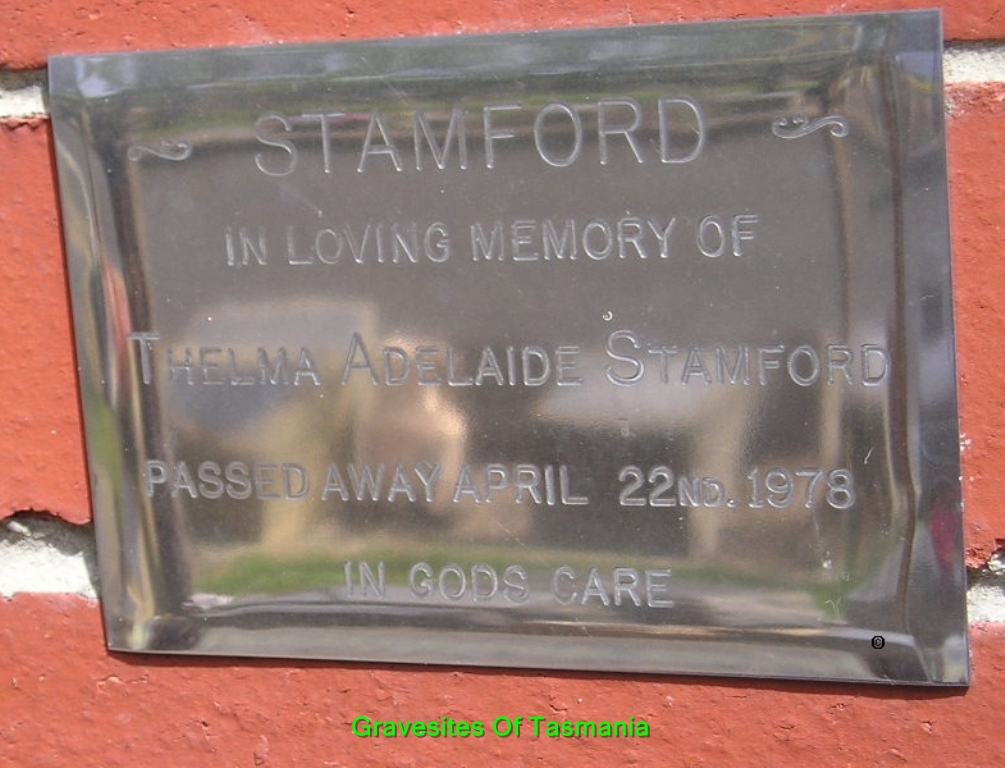 STAMFORD
IN LOVING MEMORY OF
THELMA ADELAIDE STAMFORD
PASSED AWAY APRIL 22ND. 1978
IN GODS CARE
©
Gravesites Of Tasmania